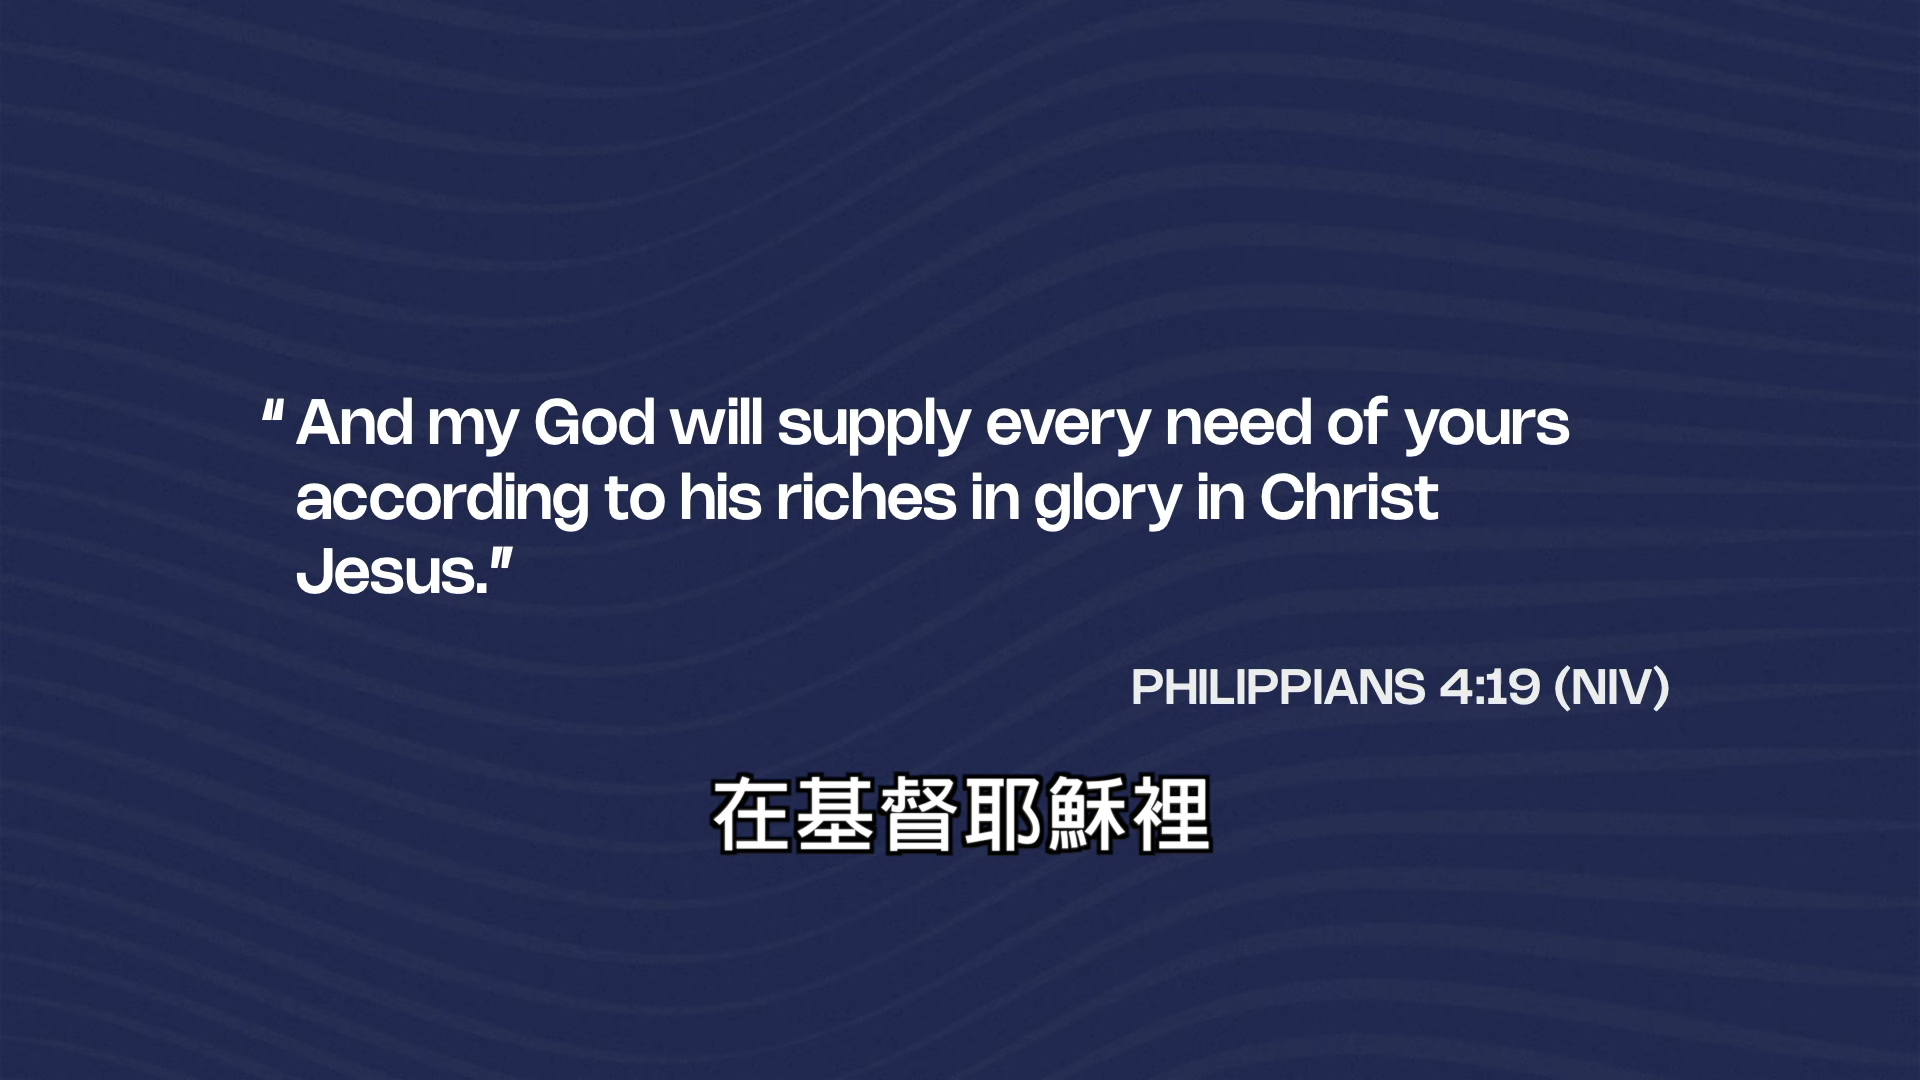 “And my God will supply every need of yours
according to his riches in glory in Christ
Jesus.”
PHILIPPIANS 4:19 (NIV)
在基督耶穌裡